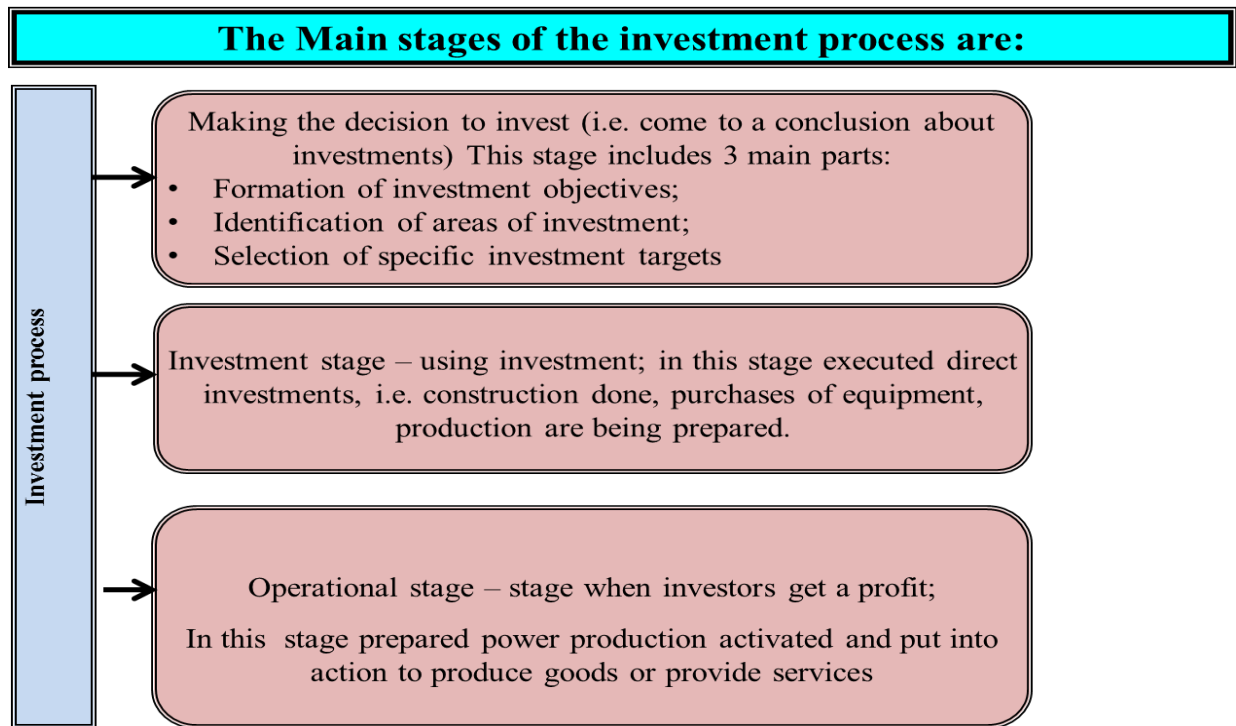 The Main stages of the investment process are:
Investment process
Making the decision to invest (i.e. come to a conclusion about
investments) This stage includes 3 main parts:
• Formation of investment objectives;
• Identification of areas of investment;
• Selection of specific investment targets
Investment stage – using investment; in this stage executed direct
investments, i.e. construction done, purchases of equipment,
production are being prepared.
Operational stage – stage when investors get a profit;
In this stage prepared power production activated and put into
action to produce goods or provide services